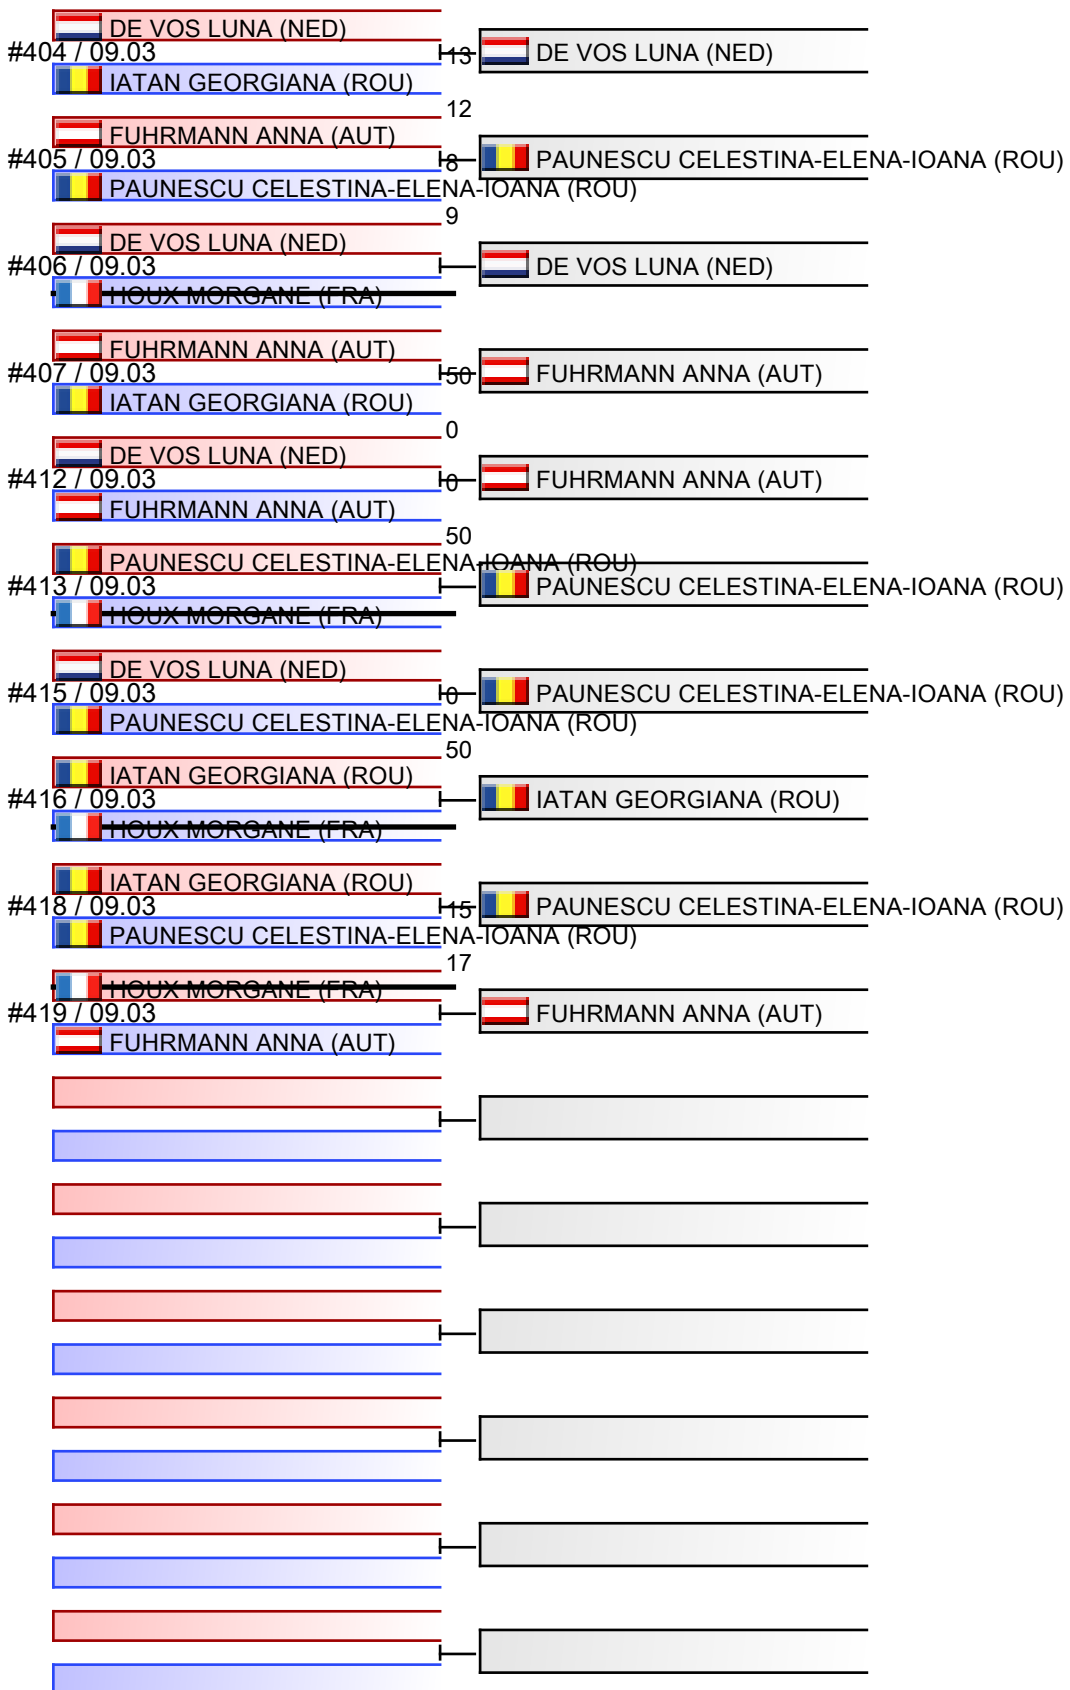 DE VOS LUNA (NED)
#404 / 09.03
13
DE VOS LUNA (NED)
IATAN GEORGIANA (ROU)
12
FUHRMANN ANNA (AUT)
#405 / 09.03
8
PAUNESCU CELESTINA-ELENA-IOANA (ROU)
PAUNESCU CELESTINA-ELENA-IOANA (ROU)
9
DE VOS LUNA (NED)
#406 / 09.03
DE VOS LUNA (NED)
HOUX MORGANE (FRA)
FUHRMANN ANNA (AUT)
#407 / 09.03
50
FUHRMANN ANNA (AUT)
IATAN GEORGIANA (ROU)
0
DE VOS LUNA (NED)
#412 / 09.03
0
FUHRMANN ANNA (AUT)
FUHRMANN ANNA (AUT)
50
PAUNESCU CELESTINA-ELENA-IOANA (ROU)
#413 / 09.03
PAUNESCU CELESTINA-ELENA-IOANA (ROU)
HOUX MORGANE (FRA)
DE VOS LUNA (NED)
#415 / 09.03
0
PAUNESCU CELESTINA-ELENA-IOANA (ROU)
PAUNESCU CELESTINA-ELENA-IOANA (ROU)
50
IATAN GEORGIANA (ROU)
#416 / 09.03
IATAN GEORGIANA (ROU)
HOUX MORGANE (FRA)
IATAN GEORGIANA (ROU)
#418 / 09.03
15
PAUNESCU CELESTINA-ELENA-IOANA (ROU)
PAUNESCU CELESTINA-ELENA-IOANA (ROU)
17
HOUX MORGANE (FRA)
#419 / 09.03
FUHRMANN ANNA (AUT)
FUHRMANN ANNA (AUT)